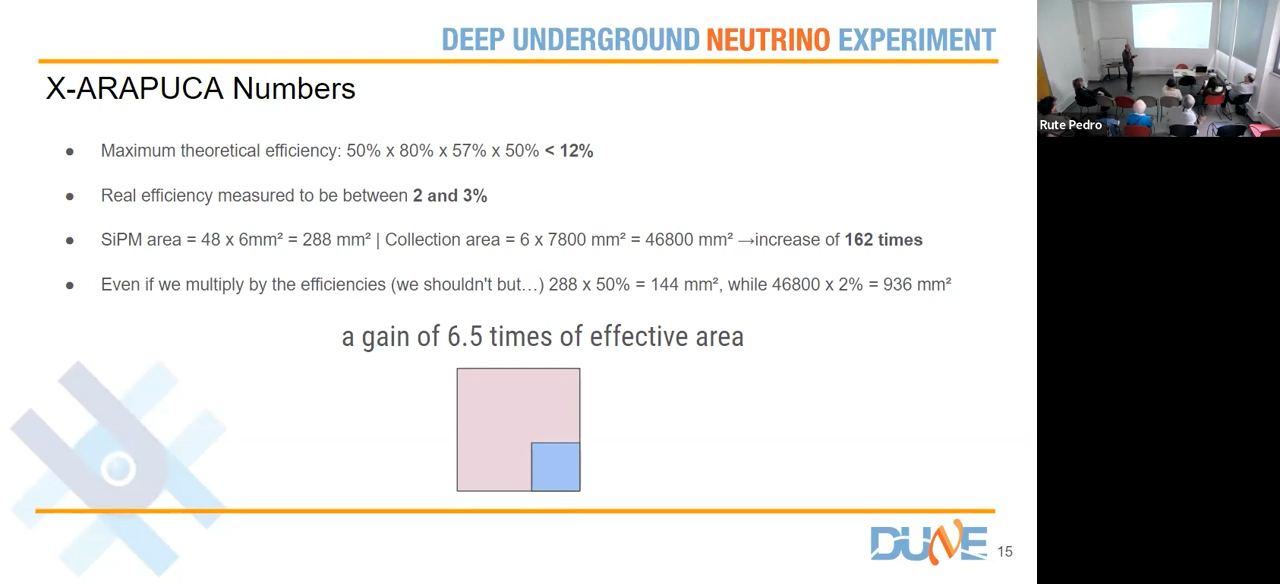 DEEP UNDERGROUND NEUTRINO EXPERIMENT
X-ARAPUCA Numbers
● Maximum theoretical efficiency: 50% x 80% x 57% x 50% < 12%
● Real efficiency measured to be between 2 and 3%
● SiPM area = 48 x 6mm² = 288 mm² | Collection area = 6 x 7800 mm² = 46800 mm² →increase of 162 times
● Even if we multiply by the efficiencies (we shouldn't but…) 288 x 50% = 144 mm², while 46800 x 2% = 936 mm²
a gain of 6.5 times of effective area
DUNE
15
Rute Pedro